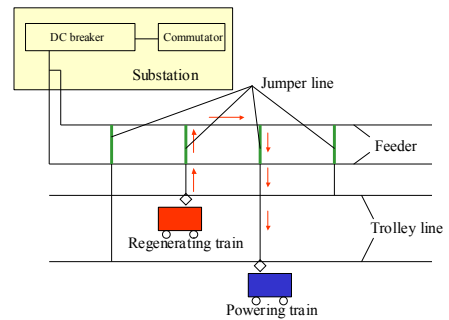 DC breaker
Commutator
Substation
Jumper line
Feeder
Trolley line
Regenerating train
Powering train